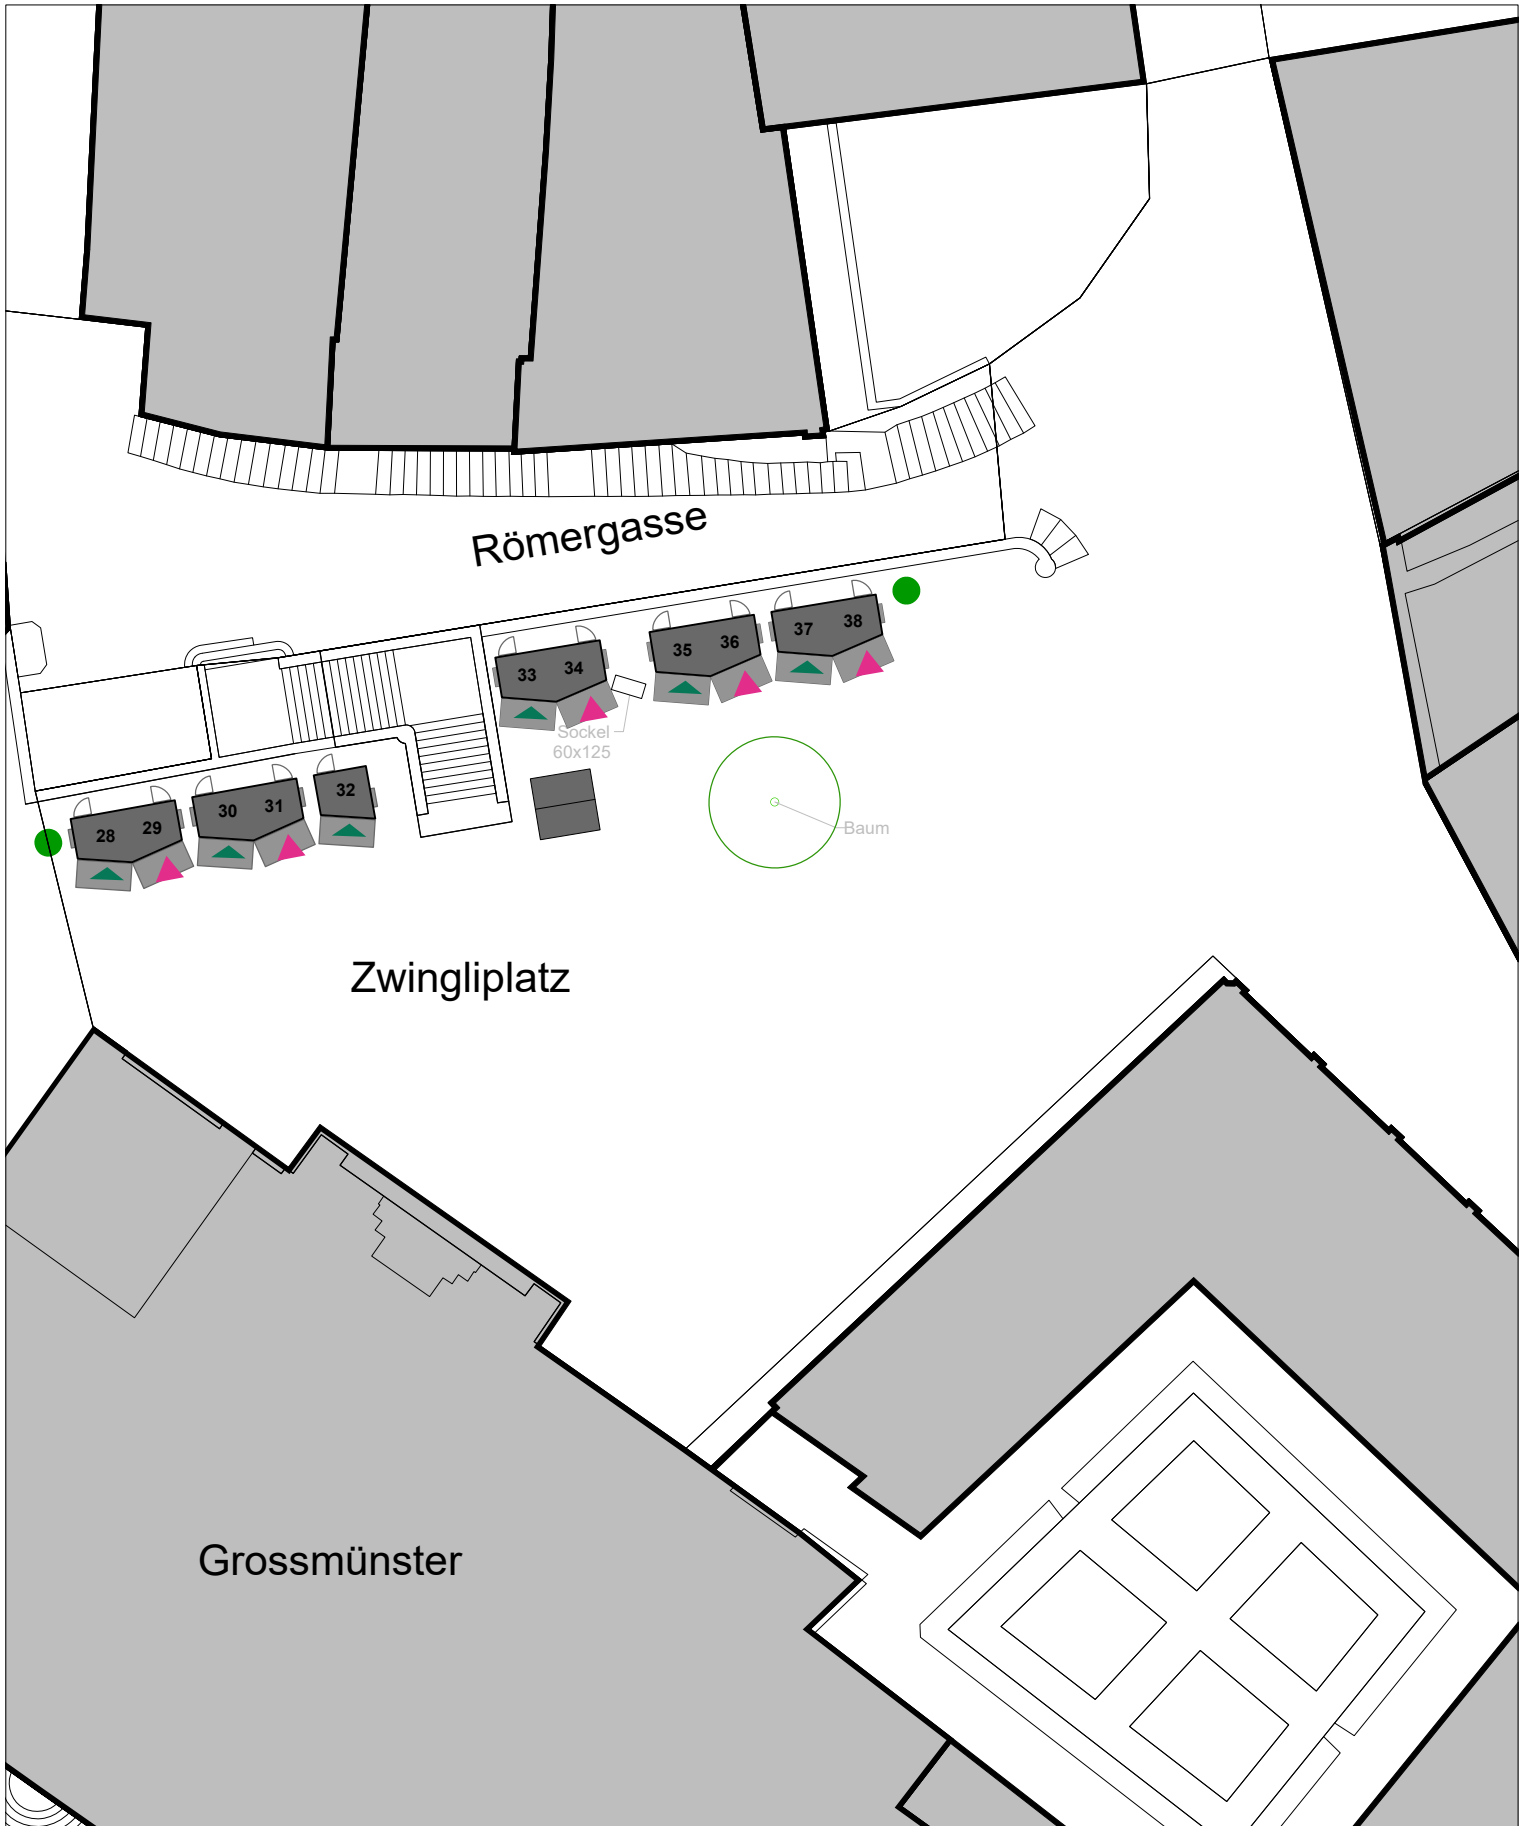 Römergasse
37 38
35 36
33 34
Sockel
60x125
32
30 31
28 29
Baum
Zwingliplatz
Grossmünster